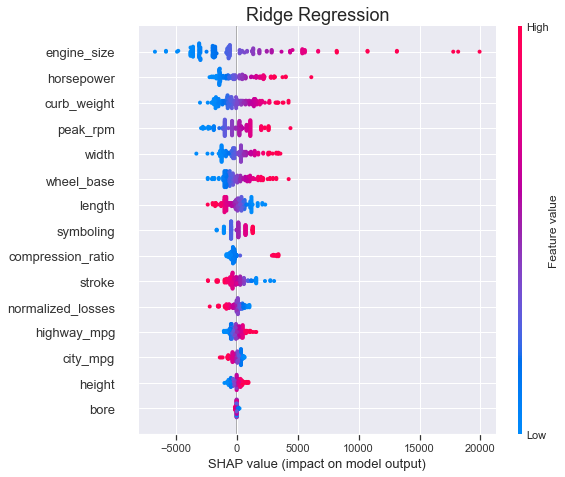 Ridge Regression
High
engine_size
horsepower
curb_weight
peak_rpm
width
wheel_base
length
symboling
compression_ratio
stroke
normalized_losses
highway_mpg
city_mpg
height
bore
Feature value
Low
−5000 0 5000 10000 15000 20000
SHAP value (impact on model output)